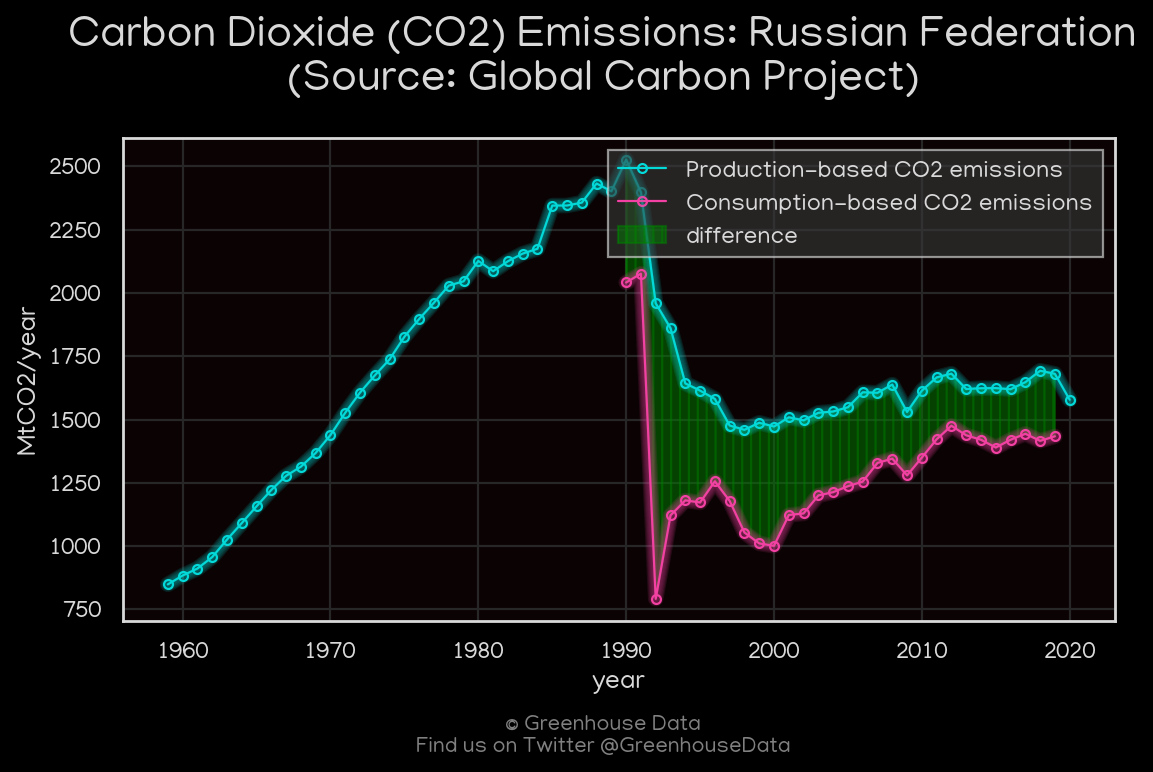 Carbon Dioxide (CO2) Emissions: Russian Federation
(Source: Global Carbon Project)
2500
2250
2000
1750
1500
1250
1000
750
MtCO2/year
Production-based CO2 emissions
Consumption-based CO2 emissions
difference
1960 1970 1980 1990 2000 2010 2020
year
© Greenhouse Data
Find us on Twitter @GreenhouseData